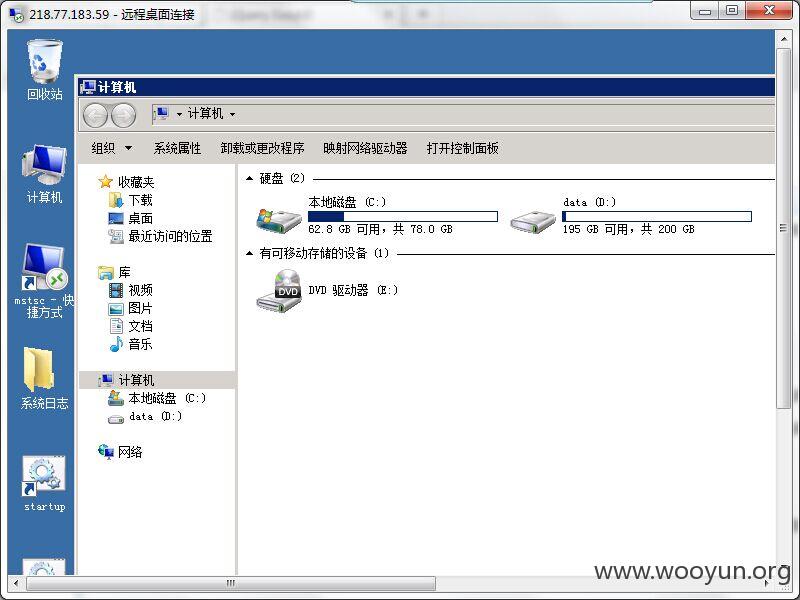 218.77.183.59 - 远程桌面连接
回收站
计算机
mstsc - 快
捷方式
系统日志
startup
计算机
计算机
组织
系统属性
卸载或更改程序
映射网络驱动器
打开控制面板
收藏夹
下载
桌面
最近访问的位置
库
视频
图片
文档
音乐
计算机
本地磁盘 (C:)
data (D:)
网络
硬盘 (2)
本地磁盘 (C:)
62.8 GB 可用，共 78.0 GB
data (D:)
195 GB 可用，共 200 GB
有可移动存储的设备 (1)
DVD
DVD 驱动器 (E:)
www.wooyun.org